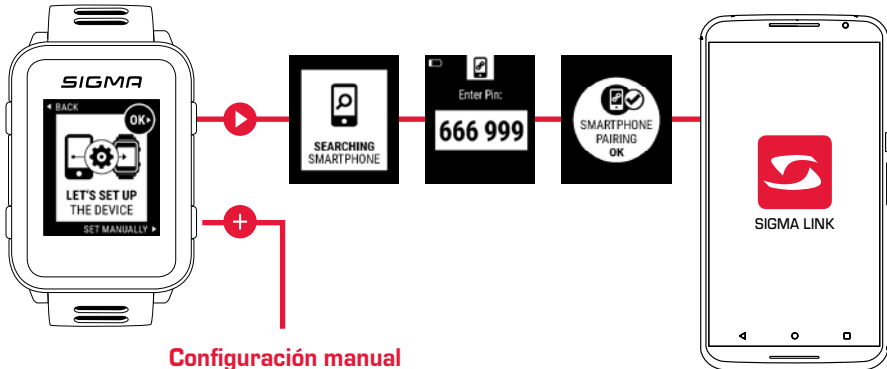 SIGMA
◄ BACK
OK►
LET'S SET UP
THE DEVICE
SET MANUALLY ►
SEARCHING
SMARTPHONE
Enter Pin:
666 999
SMARTPHONE
PAIRING
OK
SIGMA LINK
Configuración manual